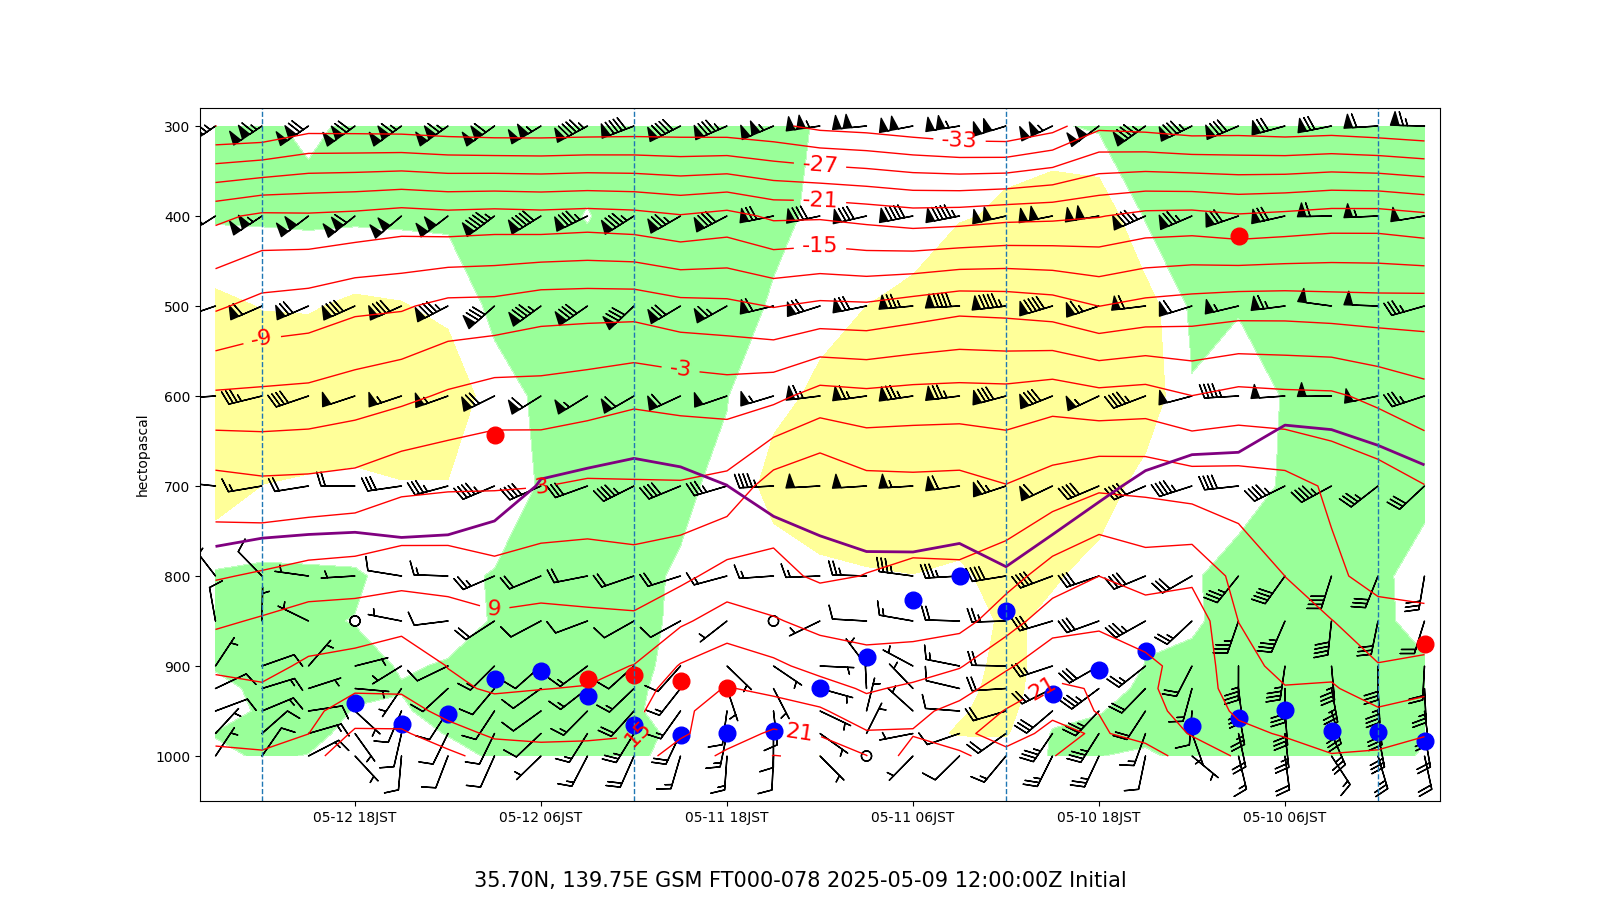 300
400
500
600
700
800
900
1000
hectopascal
-33
-27
-21
-15
-9
-3
3
9
15
21
21
05-12 18JST
05-12 06JST
05-11 18JST
05-11 06JST
05-10 18JST
05-10 06JST
35.70N, 139.75E GSM FT000-078 2025-05-09 12:00:00Z Initial